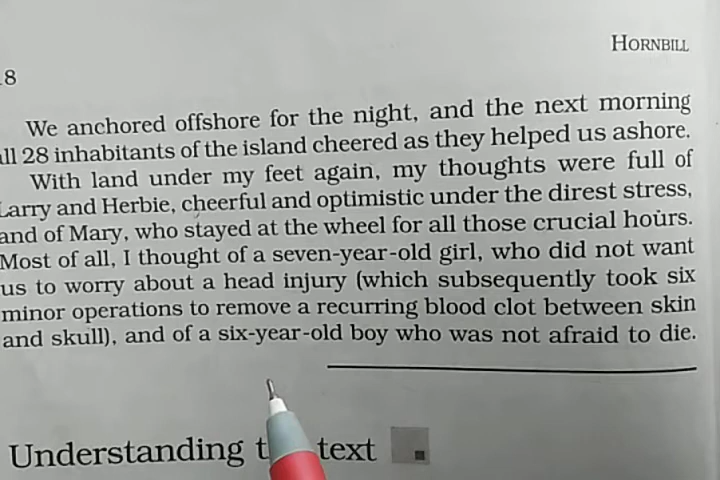 HORNBILL
8
We anchored offshore for the night, and the next morning
all 28 inhabitants of the island cheered as they helped us ashore.
With land under my feet again, my thoughts were full of
Larry and Herbie, cheerful and optimistic under the direst stress,
and of Mary, who stayed at the wheel for all those crucial hours.
Most of all, I thought of a seven-year-old girl, who did not want
us to worry about a head injury (which subsequently took six
minor operations to remove a recurring blood clot between skin
and skull), and of a six-year-old boy who was not afraid to die.
Understanding t text